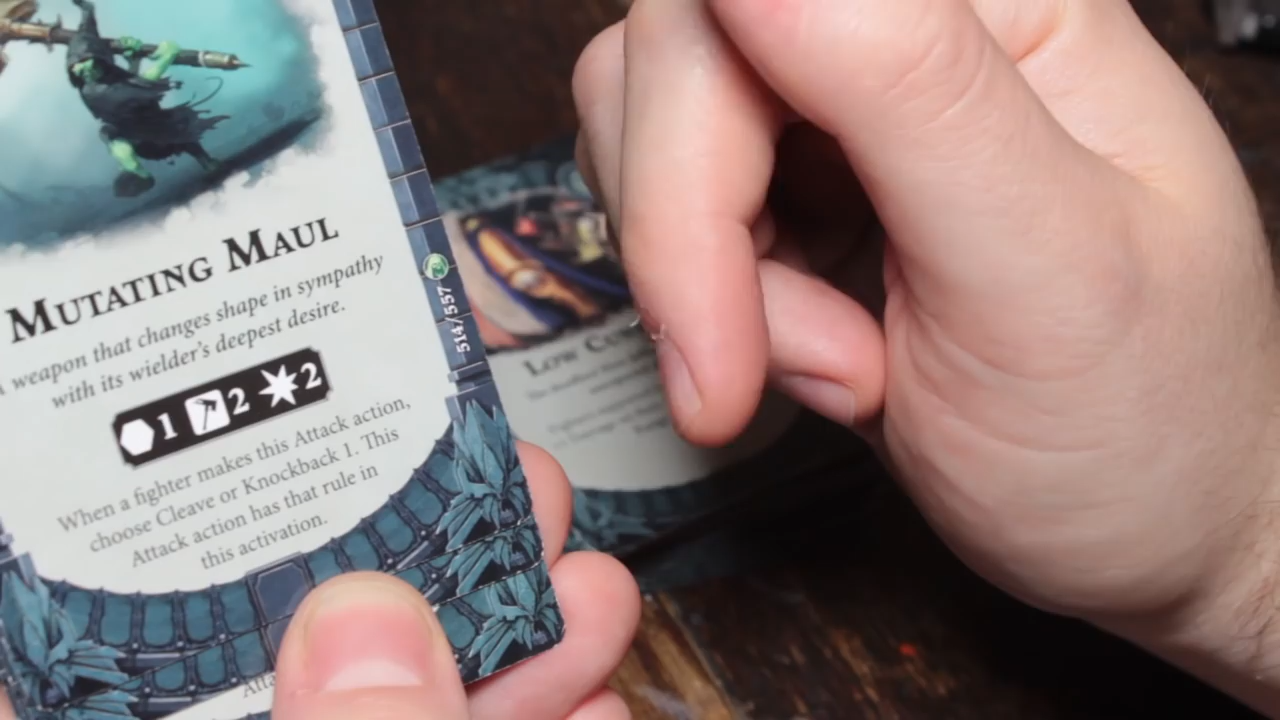 MUTATING MAUL
A weapon that changes shape in sympathy
with its wielder's deepest desire.
1 2 2
When a fighter makes this Attack action,
choose Cleave or Knockback 1. This
Attack action has that rule in
this activation.
514/557
Low